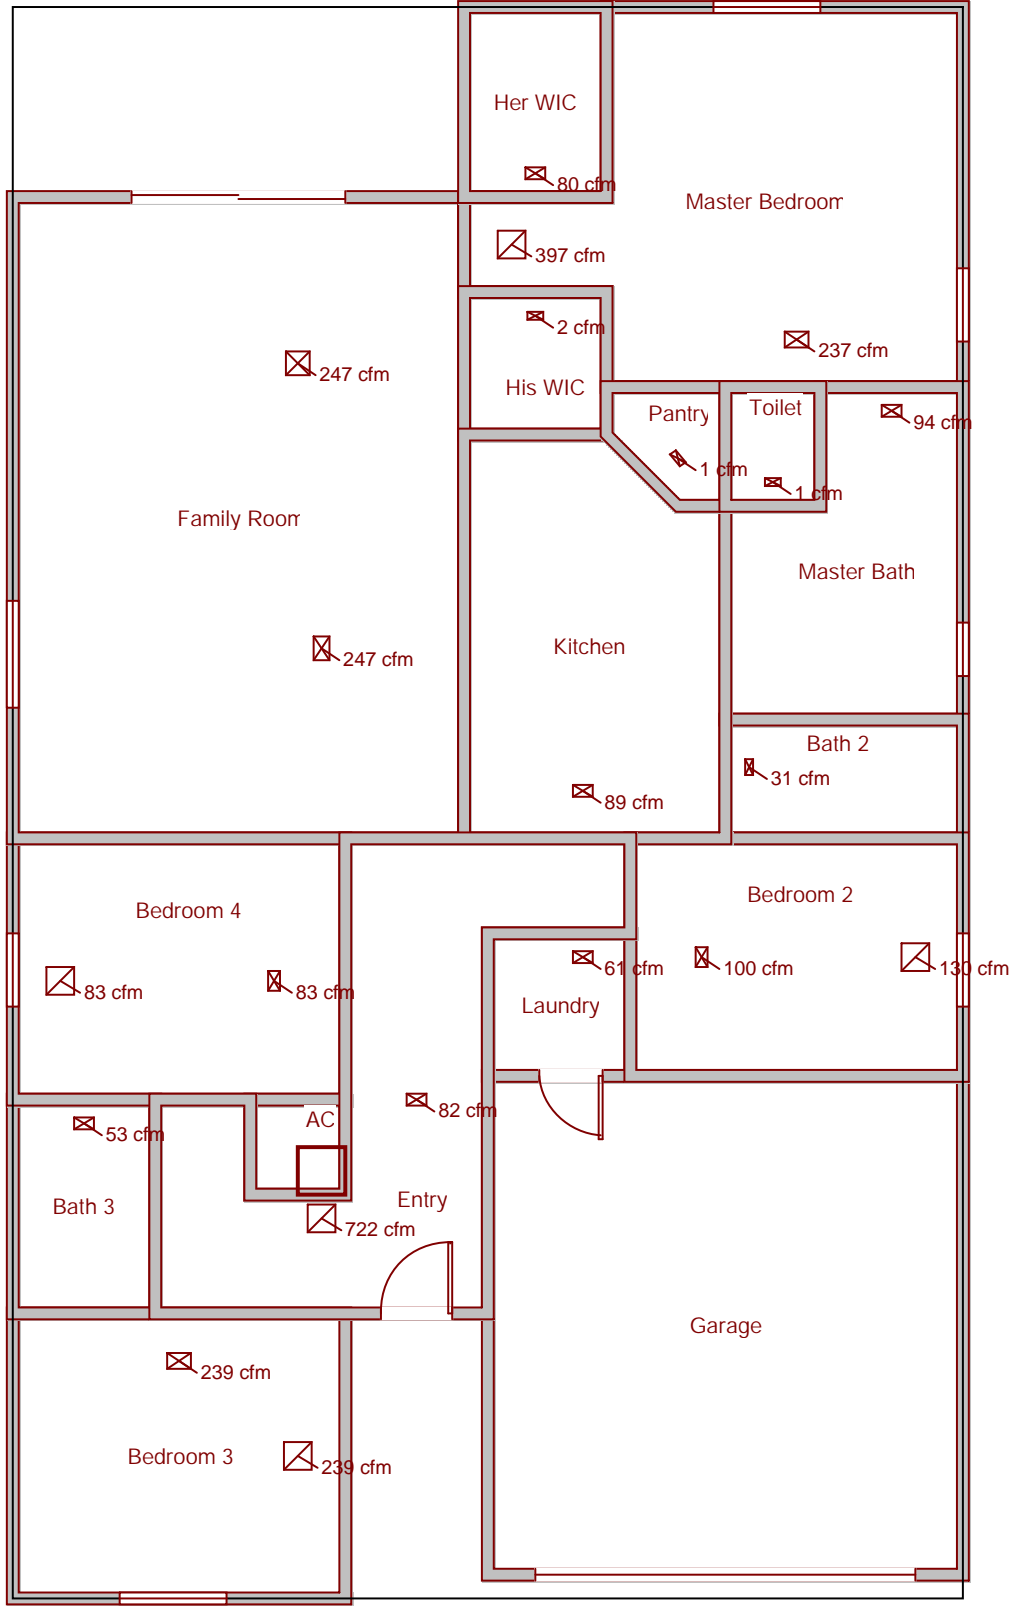 Her WIC
80 cfm
Master Bedroom
397 cfm
2 cfm
237 cfm
247 cfm
His WIC
Pantry
Toilet
94 cfm
1 cfm
1 cfm
Family Room
Master Bath
Kitchen
247 cfm
Bath 2
31 cfm
89 cfm
Bedroom 4
Bedroom 2
83 cfm
83 cfm
61 cfm
100 cfm
130 cfm
Laundry
82 cfm
AC
53 cfm
Bath 3
Entry
722 cfm
Garage
239 cfm
Bedroom 3
239 cfm